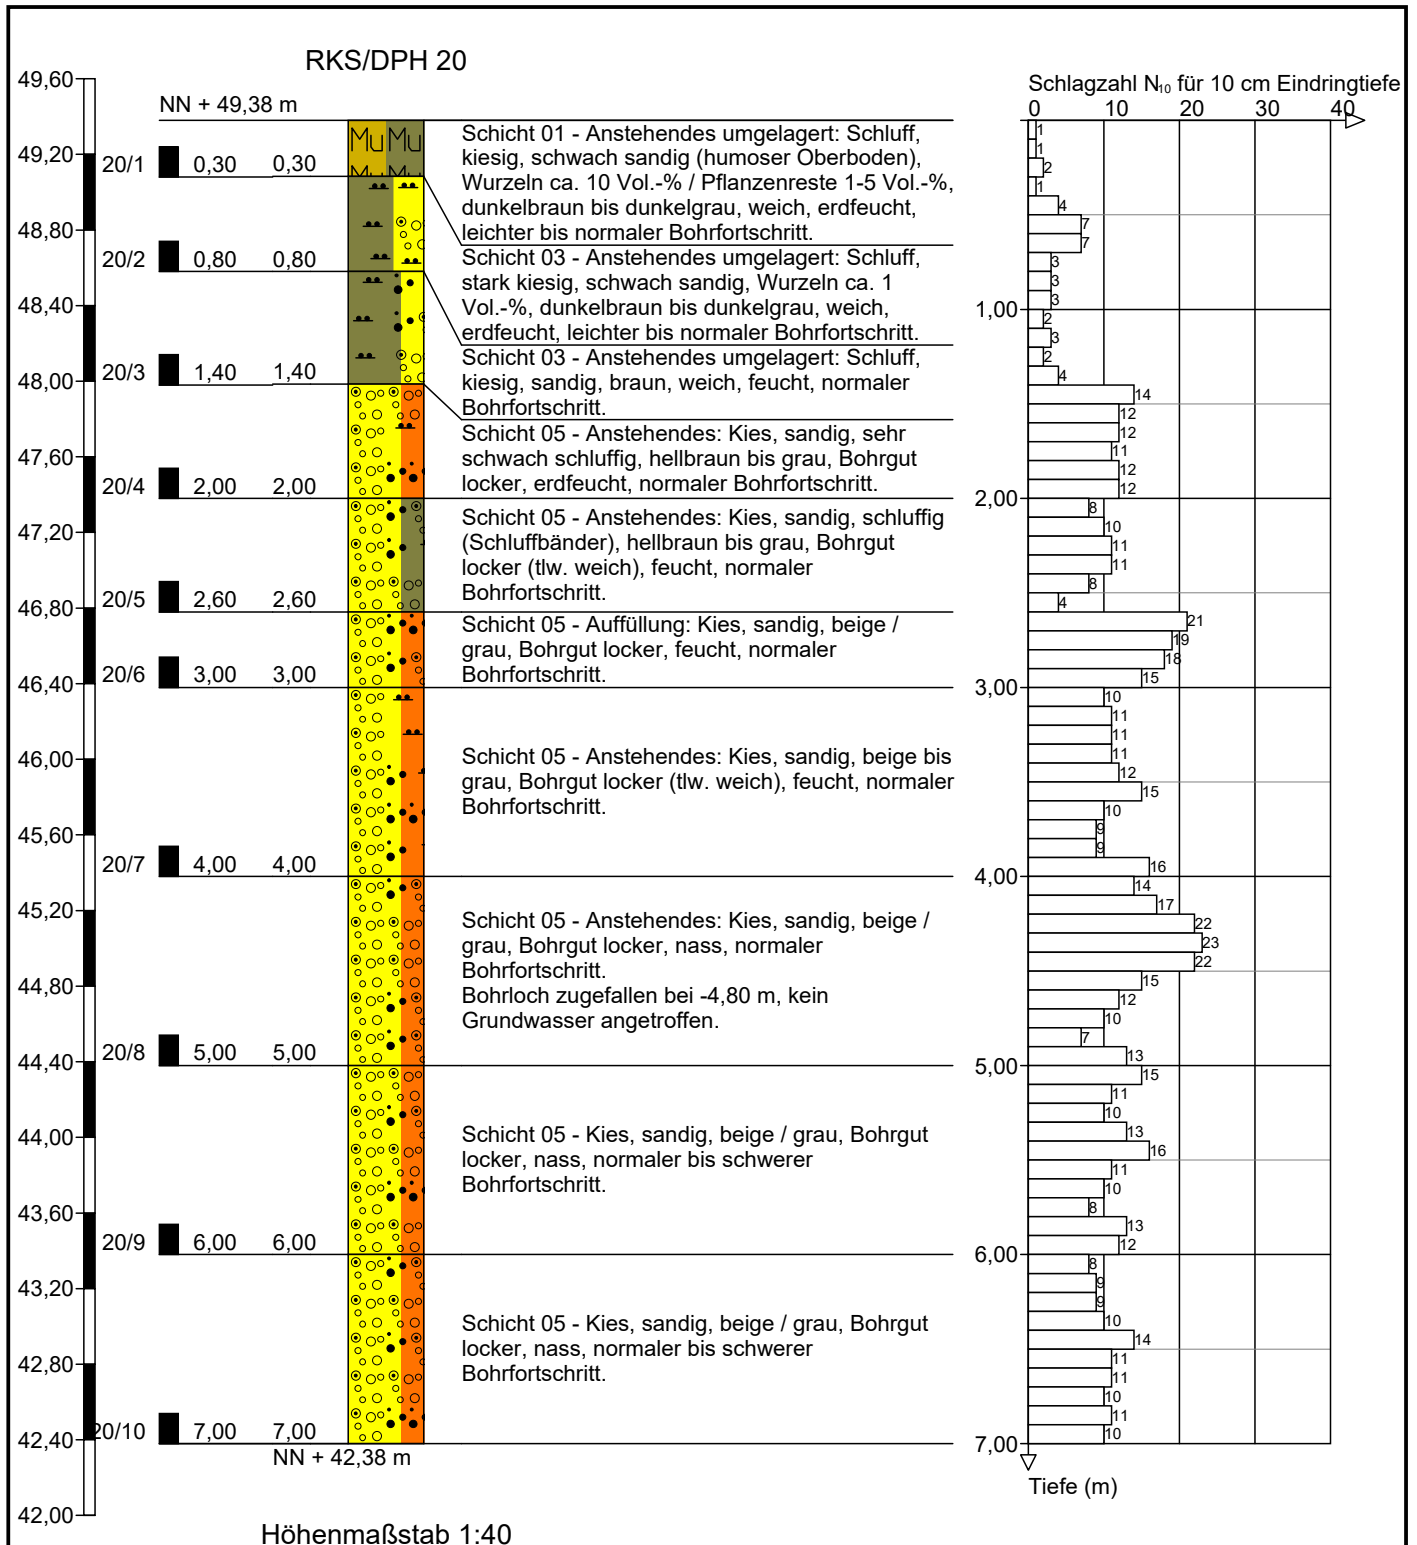 RKS/DPH 20
NN + 49,38 m
49,60
49,20
48,80
48,40
48,00
47,60
47,20
46,80
46,40
46,00
45,60
45,20
44,80
44,40
44,00
43,60
43,20
42,80
42,40
42,00
20/1 0,30 0,30
20/2 0,80 0,80
20/3 1,40 1,40
20/4 2,00 2,00
20/5 2,60 2,60
20/6 3,00 3,00
20/7 4,00 4,00
20/8 5,00 5,00
20/9 6,00 6,00
20/10 7,00 7,00
NN + 42,38 m
Mu Mu
Mu Mu
Schicht 01 - Anstehendes umgelagert: Schluff,
kiesig, schwach sandig (humoser Oberboden),
Wurzeln ca. 10 Vol.-% / Pflanzenreste 1-5 Vol.-%,
dunkelbraun bis dunkelgrau, weich, erdfeucht,
leichter bis normaler Bohrfortschritt.
Schicht 03 - Anstehendes umgelagert: Schluff,
stark kiesig, schwach sandig, Wurzeln ca. 1
Vol.-%, dunkelbraun bis dunkelgrau, weich,
erdfeucht, leichter bis normaler Bohrfortschritt.
Schicht 03 - Anstehendes umgelagert: Schluff,
kiesig, sandig, braun, weich, feucht, normaler
Bohrfortschritt.
Schicht 05 - Anstehendes: Kies, sandig, sehr
schwach schluffig, hellbraun bis grau, Bohrgut
locker, erdfeucht, normaler Bohrfortschritt.
Schicht 05 - Anstehendes: Kies, sandig, schluffig
(Schluffbänder), hellbraun bis grau, Bohrgut
locker (tlw. weich), feucht, normaler
Bohrfortschritt.
Schicht 05 - Auffüllung: Kies, sandig, beige /
grau, Bohrgut locker, feucht, normaler
Bohrfortschritt.
Schicht 05 - Anstehendes: Kies, sandig, beige bis
grau, Bohrgut locker (tlw. weich), feucht, normaler
Bohrfortschritt.
Schicht 05 - Anstehendes: Kies, sandig, beige /
grau, Bohrgut locker, nass, normaler
Bohrfortschritt.
Bohrloch zugefallen bei -4,80 m, kein
Grundwasser angetroffen.
Schicht 05 - Kies, sandig, beige / grau, Bohrgut
locker, nass, normaler bis schwerer
Bohrfortschritt.
Schicht 05 - Kies, sandig, beige / grau, Bohrgut
locker, nass, normaler bis schwerer
Bohrfortschritt.
Schlagzahl N₁₀ für 10 cm Eindringtiefe
0 10 20 30 40
1
1
2
1
4
7
7
3
3
3
1,00
2
3
2
4
14
12
12
11
12
12
2,00
8
10
11
11
8
4
21
19
18
15
3,00
10
11
11
11
12
15
10
9
9
16
4,00
14
17
22
23
22
15
12
10
7
13
5,00
15
11
10
13
16
11
10
8
13
12
6,00
8
9
9
10
14
11
11
10
11
10
7,00
Tiefe (m)
Höhenmaßstab 1:40